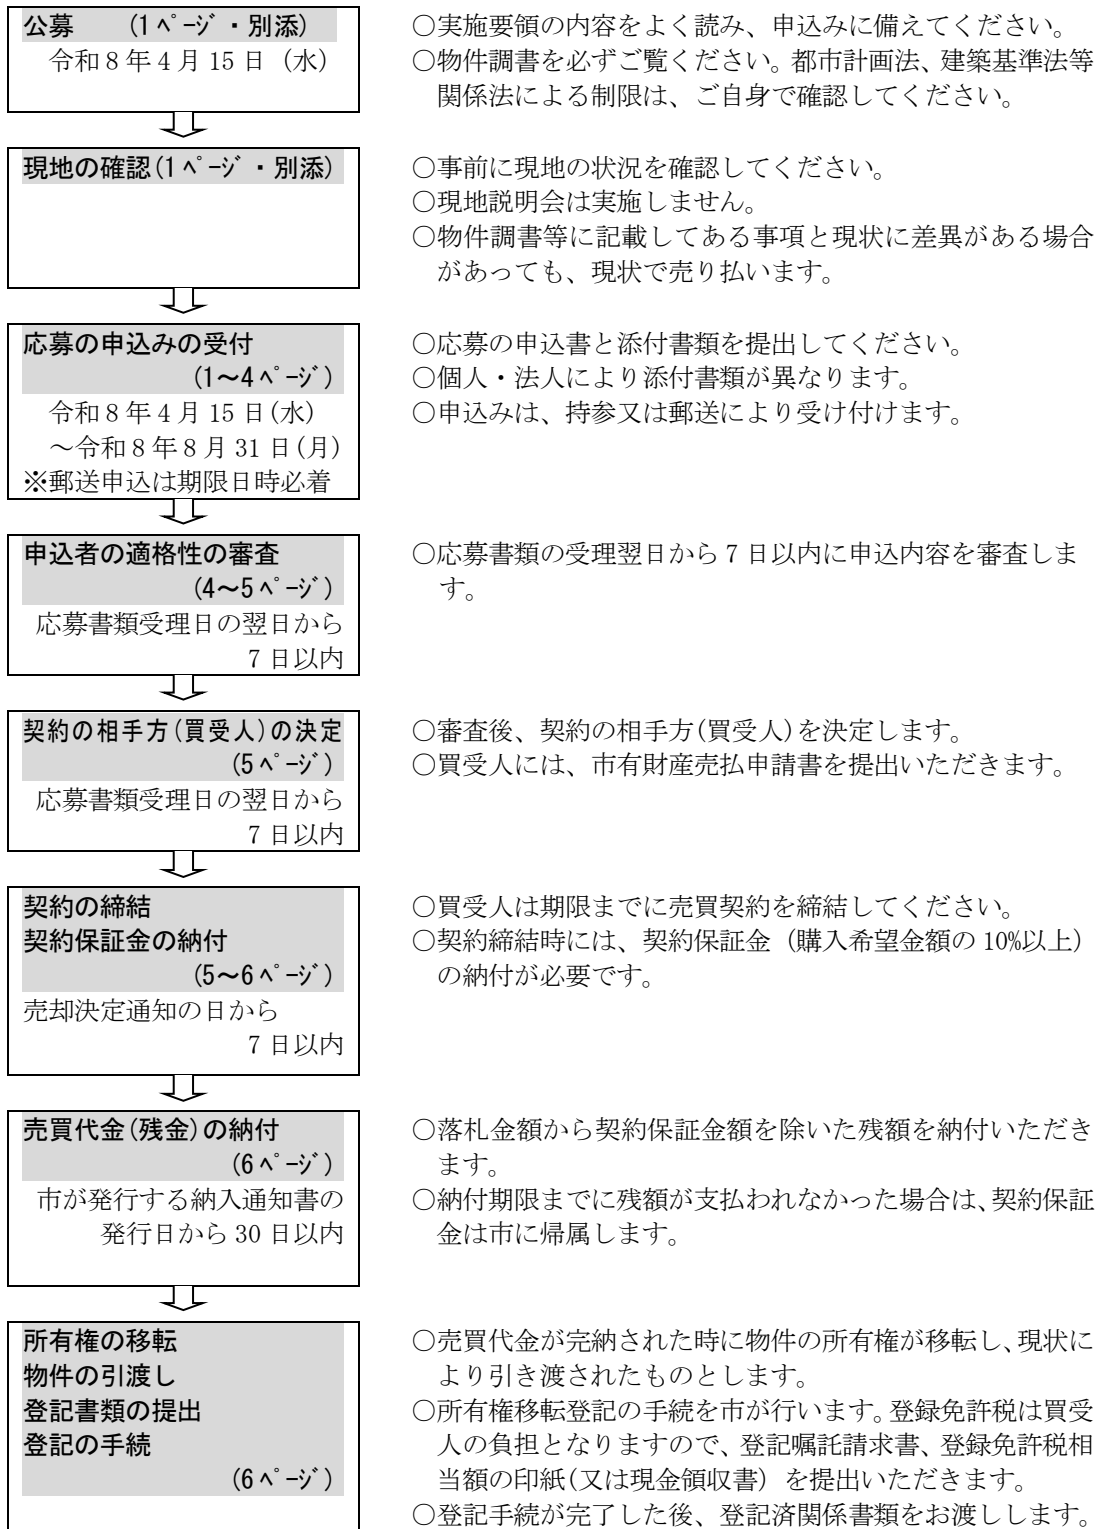 公募　　(1ﾍﾟｰｼﾞ・別添)
令和８年４月 15 日 (水)
○実施要領の内容をよく読み、申込みに備えてください。
○物件調書を必ずご覧ください。都市計画法、建築基準法等
関係法による制限は、ご自身で確認してください。
現地の確認(1ﾍﾟｰｼﾞ・別添)
○事前に現地の状況を確認してください。
○現地説明会は実施しません。
○物件調書等に記載してある事項と現状に差異がある場合
があっても、現状で売り払います。
応募の申込みの受付
(1～4ﾍﾟｰｼﾞ)
令和８年４月 15 日(水)
～令和８年８月 31 日(月)
※郵送申込は期限日時必着
○応募の申込書と添付書類を提出してください。
○個人・法人により添付書類が異なります。
○申込みは、持参又は郵送により受け付けます。
申込者の適格性の審査
(4～5ﾍﾟｰｼﾞ)
応募書類受理日の翌日から
７日以内
○応募書類の受理翌日から７日以内に申込内容を審査しま
す。
契約の相手方(買受人)の決定
(5ﾍﾟｰｼﾞ)
応募書類受理日の翌日から
７日以内
○審査後、契約の相手方(買受人)を決定します。
○買受人には、市有財産売払申請書を提出いただきます。
契約の締結
契約保証金の納付
(5～6ﾍﾟｰｼﾞ)
売却決定通知の日から
７日以内
○買受人は期限までに売買契約を締結してください。
○契約締結時には、契約保証金（購入希望金額の 10%以上）
の納付が必要です。
売買代金(残金)の納付
(6ﾍﾟｰｼﾞ)
市が発行する納入通知書の
発行日から 30 日以内
○落札金額から契約保証金額を除いた残額を納付いただき
ます。
○納付期限までに残額が支払われなかった場合は、契約保証
金は市に帰属します。
所有権の移転
物件の引渡し
登記書類の提出
登記の手続
(6ﾍﾟｰｼﾞ)
○売買代金が完納された時に物件の所有権が移転し、現状に
より引き渡されたものとします。
○所有権移転登記の手続を市が行います。登録免許税は買受
人の負担となりますので、登記嘱託請求書、登録免許税相
当額の印紙(又は現金領収書）を提出いただきます。
○登記手続が完了した後、登記済関係書類をお渡しします。